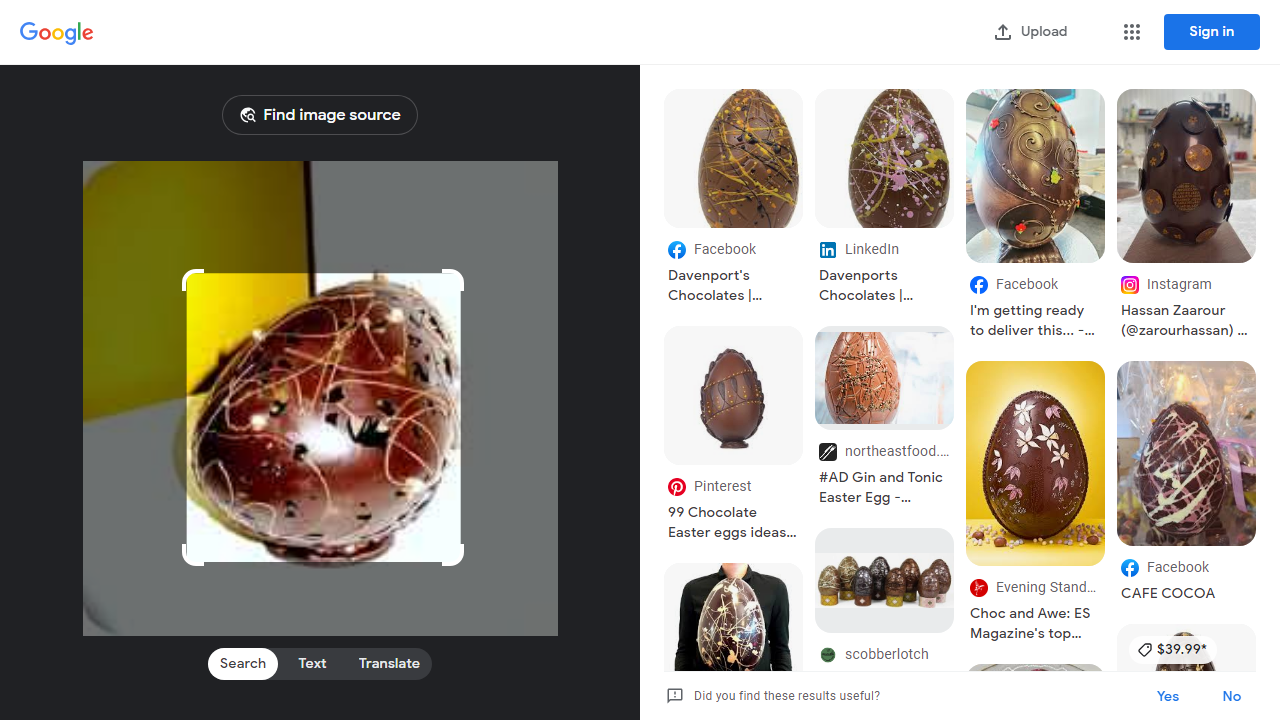 Google
Upload
Sign in
Find image source
Search
Text
Translate
Facebook
Davenport's
Chocolates |...
LinkedIn
Davenports
Chocolates |...
Facebook
I'm getting ready
to deliver this... -...
Instagram
Hassan Zaarour
(@zarourhassan) ...
Pinterest
99 Chocolate
Easter eggs ideas...
northeastfood....
#AD Gin and Tonic
Easter Egg -...
scobberlotch
Evening Stand...
Choc and Awe: ES
Magazine's top...
Facebook
CAFE COCOA
$39.99*
Did you find these results useful?
Yes
No